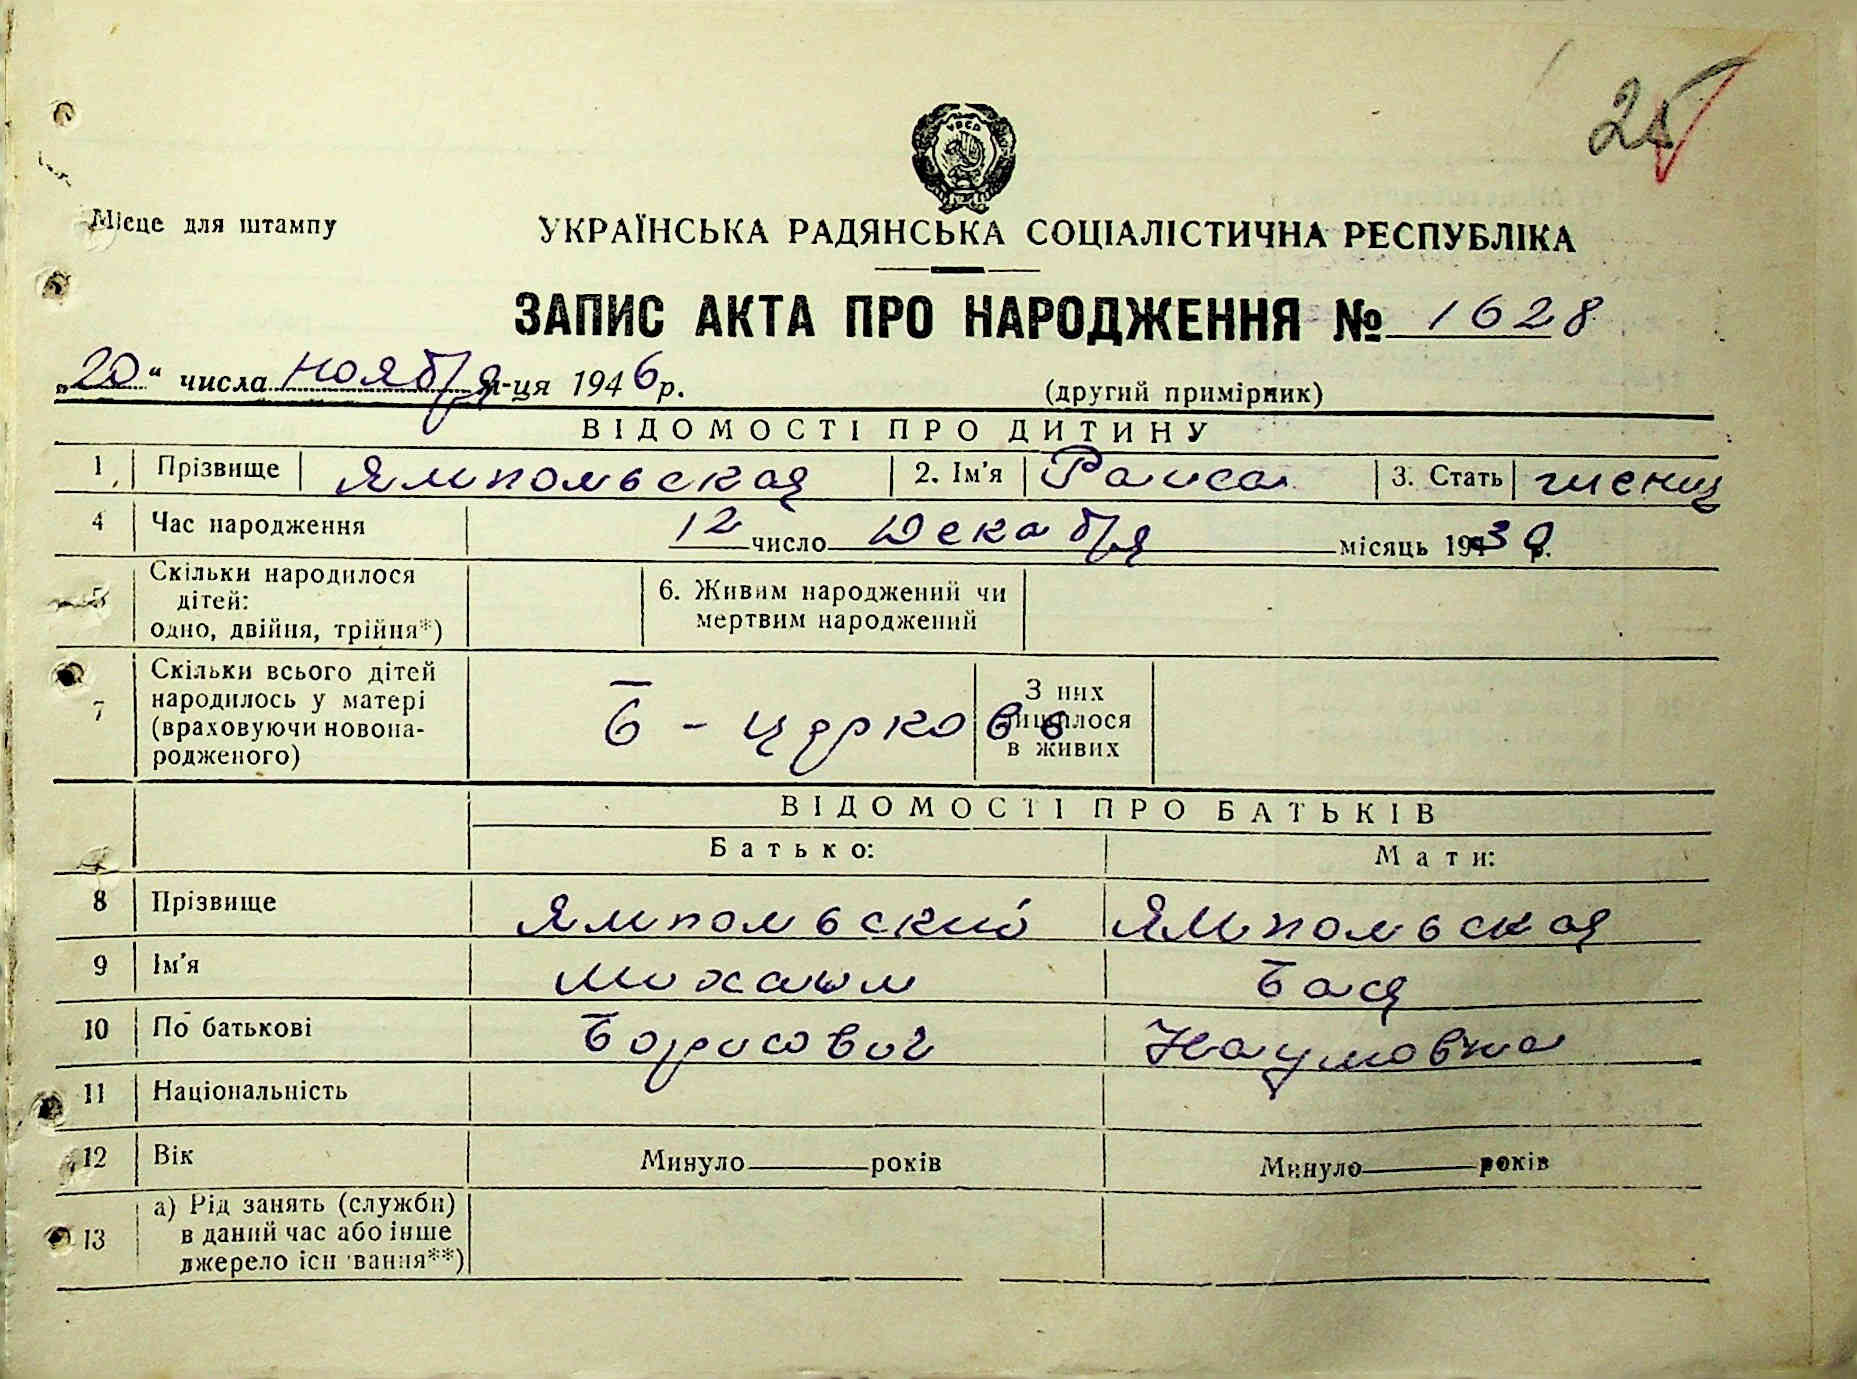 25
УРСР
Місце для штампу
УКРАЇНСЬКА РАДЯНСЬКА СОЦІАЛІСТИЧНА РЕСПУБЛІКА
ЗАПИС АКТА ПРО НАРОДЖЕННЯ № 1628
„20“ числа ноября м-ця 1946 р. (другий примірник)
ВІДОМОСТІ ПРО ДИТИНУ
1 Прізвище Ямпольская 2. Ім'я Раиса 3. Стать женщ
4 Час народження 12 число Декабря місяць 1930 р.
5 Скільки народилося дітей: одно, двійня, трійня*) 6. Живим народжений чи мертвим народжений
7 Скільки всього дітей народилось у матері (враховуючи новонародженого) Б - церковь З них лишилося в живих
ВІДОМОСТІ ПРО БАТЬКІВ
Батько: Мати:
8 Прізвище Ямпольский Ямпольская
9 Ім'я Михаил Бася
10 По батькові Борисович Наумовна
11 Національність
12 Вік Минуло років Минуло років
13 а) Рід занять (служби) в даний час або інше джерело існування**)